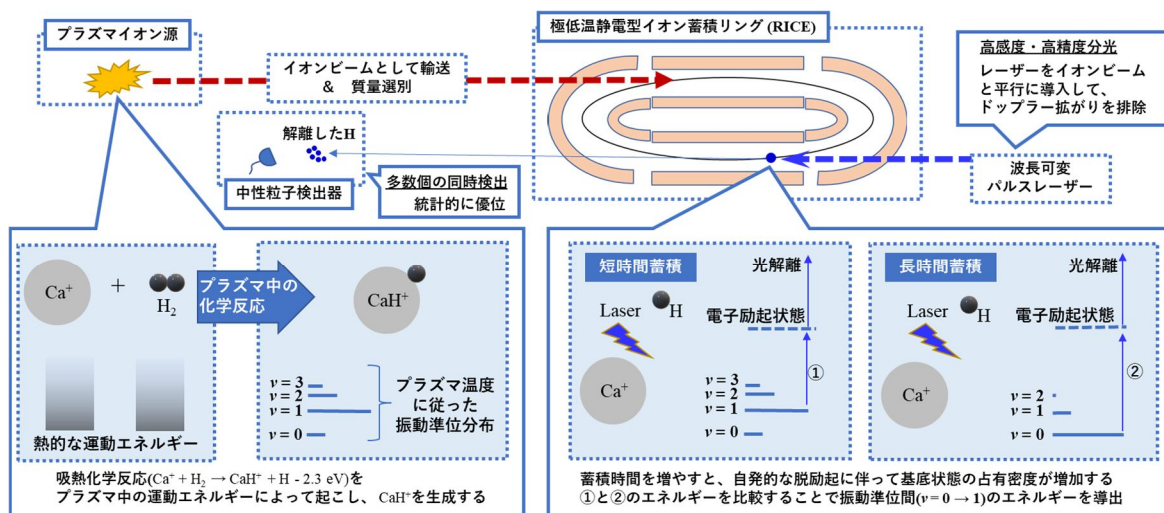 プラズマイオン源
イオンビームとして輸送
& 質量選別
極低温静電型イオン蓄積リング (RICE)
高感度・高精度分光
レーザーをイオンビーム
と平行に導入して、
ドップラー拡がりを排除
解離したH
中性粒子検出器
多数個の同時検出
統計的に優位
波長可変
パルスレーザー
Ca⁺
+
H₂
プラズマ中の
化学反応
CaH⁺
熱的な運動エネルギー
v = 3
v = 2
v = 1
v = 0
プラズマ温度
に従った
振動準位分布
吸熱化学反応(Ca⁺ + H₂ → CaH⁺ + H - 2.3 eV)を
プラズマ中の運動エネルギーによって起こし、 CaH⁺を生成する
短時間蓄積
光解離
Laser
H
電子励起状態
Ca⁺
①
v = 3
v = 2
v = 1
v = 0
長時間蓄積
光解離
Laser
H
電子励起状態
Ca⁺
②
v = 2
v = 1
v = 0
蓄積時間を増やすと、自発的な脱励起に伴って基底状態の占有密度が増加する
①と②のエネルギーを比較することで振動準位間(v = 0 → 1)のエネルギーを導出